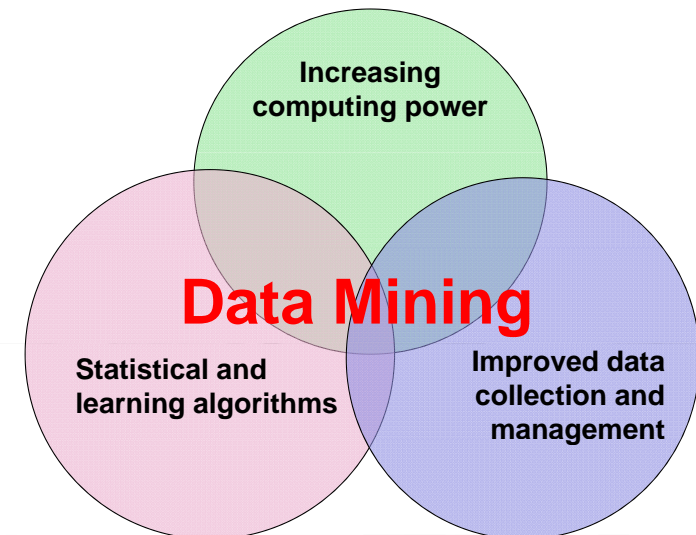 Increasing
computing power
Data Mining
Statistical and
learning algorithms
Improved data
collection and
management